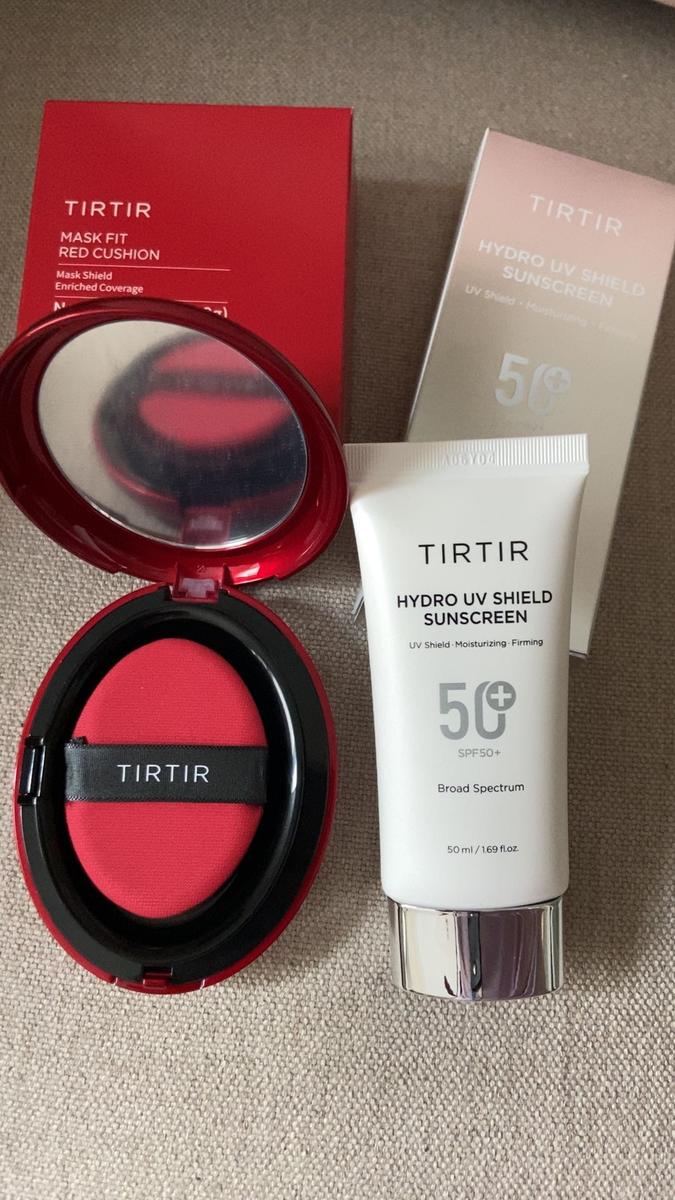 TIRTIR
MASK FIT
RED CUSHION
Mask Shield
Enriched Coverage
TIRTIR
HYDRO UV SHIELD
SUNSCREEN
UV Shield · Moisturizing · Firming
50+
TIRTIR
TIRTIR
HYDRO UV SHIELD
SUNSCREEN
UV Shield · Moisturizing · Firming
50+
SPF50+
Broad Spectrum
50 ml / 1.69 fl.oz.